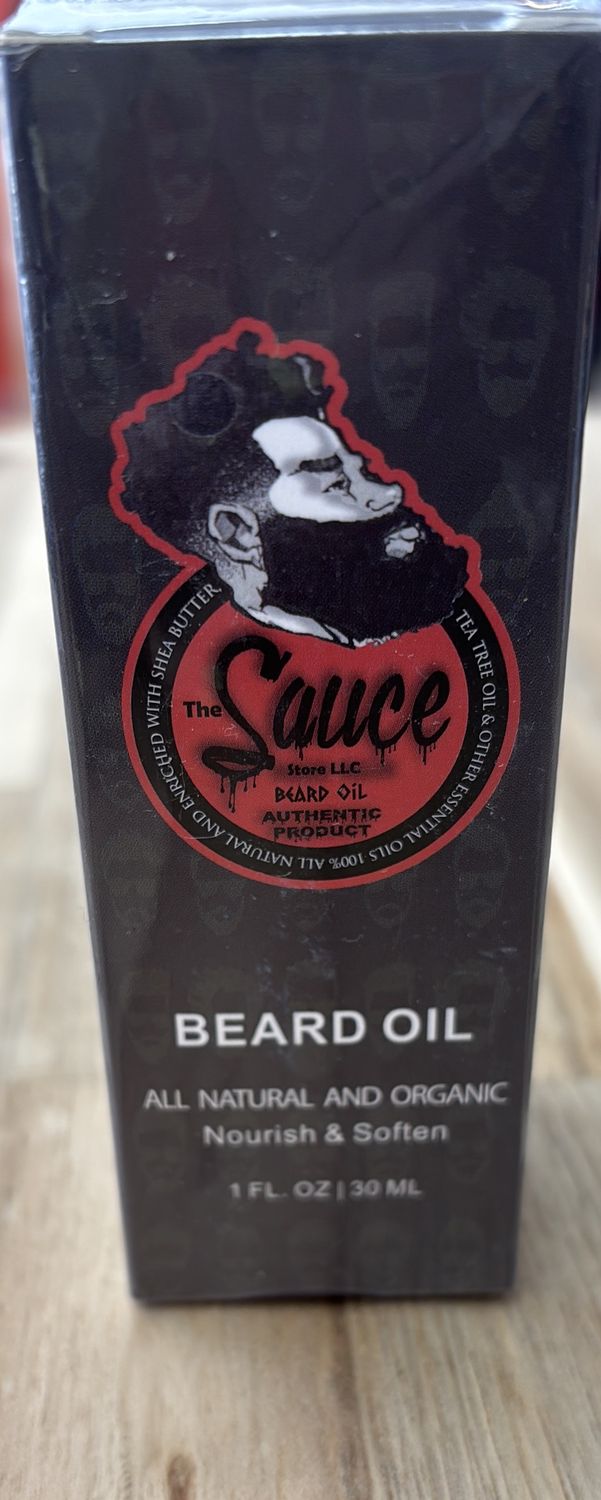 100% ALL NATURAL AND ENRICHED WITH SHEA BUTTER,
TEA TREE OIL & OTHER ESSENTIAL OILS
The Sauce
Store LLC
BEARD OIL
AUTHENTIC
PRODUCT
BEARD OIL
ALL NATURAL AND ORGANIC
Nourish & Soften
1 FL. OZ | 30 ML